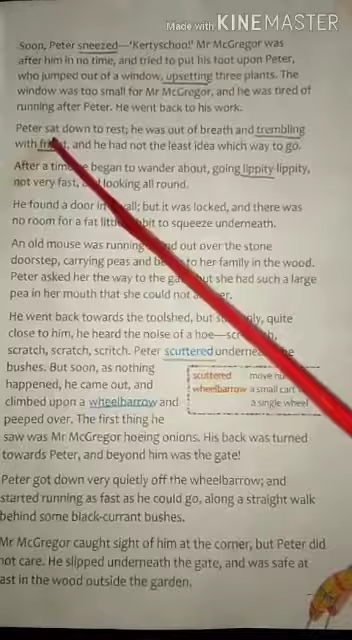 Made with KINEMASTER
Soon, Peter sneezed—'Kertyschoo!' Mr McGregor was
after him in no time, and tried to put his foot upon Peter,
who jumped out of a window, upsetting three plants. The
window was too small for Mr McGregor, and he was tired of
running after Peter. He went back to his work.
Peter sat down to rest; he was out of breath and trembling
with, and he had not the least idea which way to go.
After a time he began to wander about, going lippity-lippity,
not very fast, and looking all round.
He found a door in wall; but it was locked, and there was
no room for a fat to squeeze underneath.
An old mouse was running and out over the stone
doorstep, carrying peas and to her family in the wood.
Peter asked her the way to the but she had such a large
pea in her mouth that she could not
He went back towards the toolshed, but quite
close to him, he heard the noise of a hoe—
scratch, scratch, scritch. Peter scuttered
bushes. But soon, as nothing
happened, he came out, and
climbed upon a wheelbarrow and
peeped over. The first thing he
scuttered move
wheelbarrow a small cart
a single wheel
saw was Mr McGregor hoeing onions. His back was turned
towards Peter, and beyond him was the gate!
Peter got down very quietly off the wheelbarrow; and
started running as fast as he could go, along a straight walk
behind some black-currant bushes.
Mr McGregor caught sight of him at the corner, but Peter did
not care. He slipped underneath the gate, and was safe at
ast in the wood outside the garden.